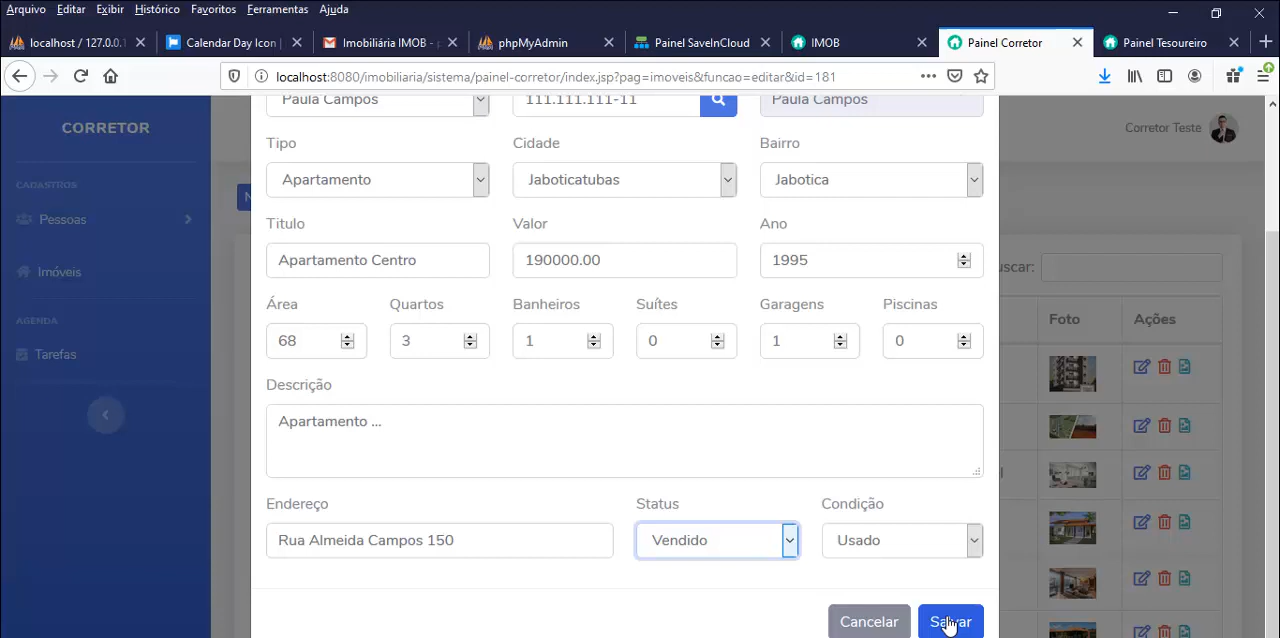 Arquivo Editar Exibir Histórico Favoritos Ferramentas Ajuda
localhost / 127.0.0.1
Calendar Day Icon |
Imobiliária IMOB -
phpMyAdmin
Painel SaveInCloud
IMOB
Painel Corretor
Painel Tesoureiro
localhost:8080/imobiliaria/sistema/painel-corretor/index.jsp?pag=imoveis&funcao=editar&id=181
CORRETOR
Corretor Teste
CADASTROS
Pessoas
Imóveis
AGENDA
Tarefas
Paula Campos
111.111.111-11
Paula Campos
Tipo
Cidade
Bairro
Apartamento
Jaboticatubas
Jabotica
Titulo
Valor
Ano
Apartamento Centro
190000.00
1995
Área
Quartos
Banheiros
Suítes
Garagens
Piscinas
68
3
1
0
1
0
Descrição
Apartamento ...
Endereço
Status
Condição
Rua Almeida Campos 150
Vendido
Usado
Cancelar
Salvar
uscar:
Foto
Ações